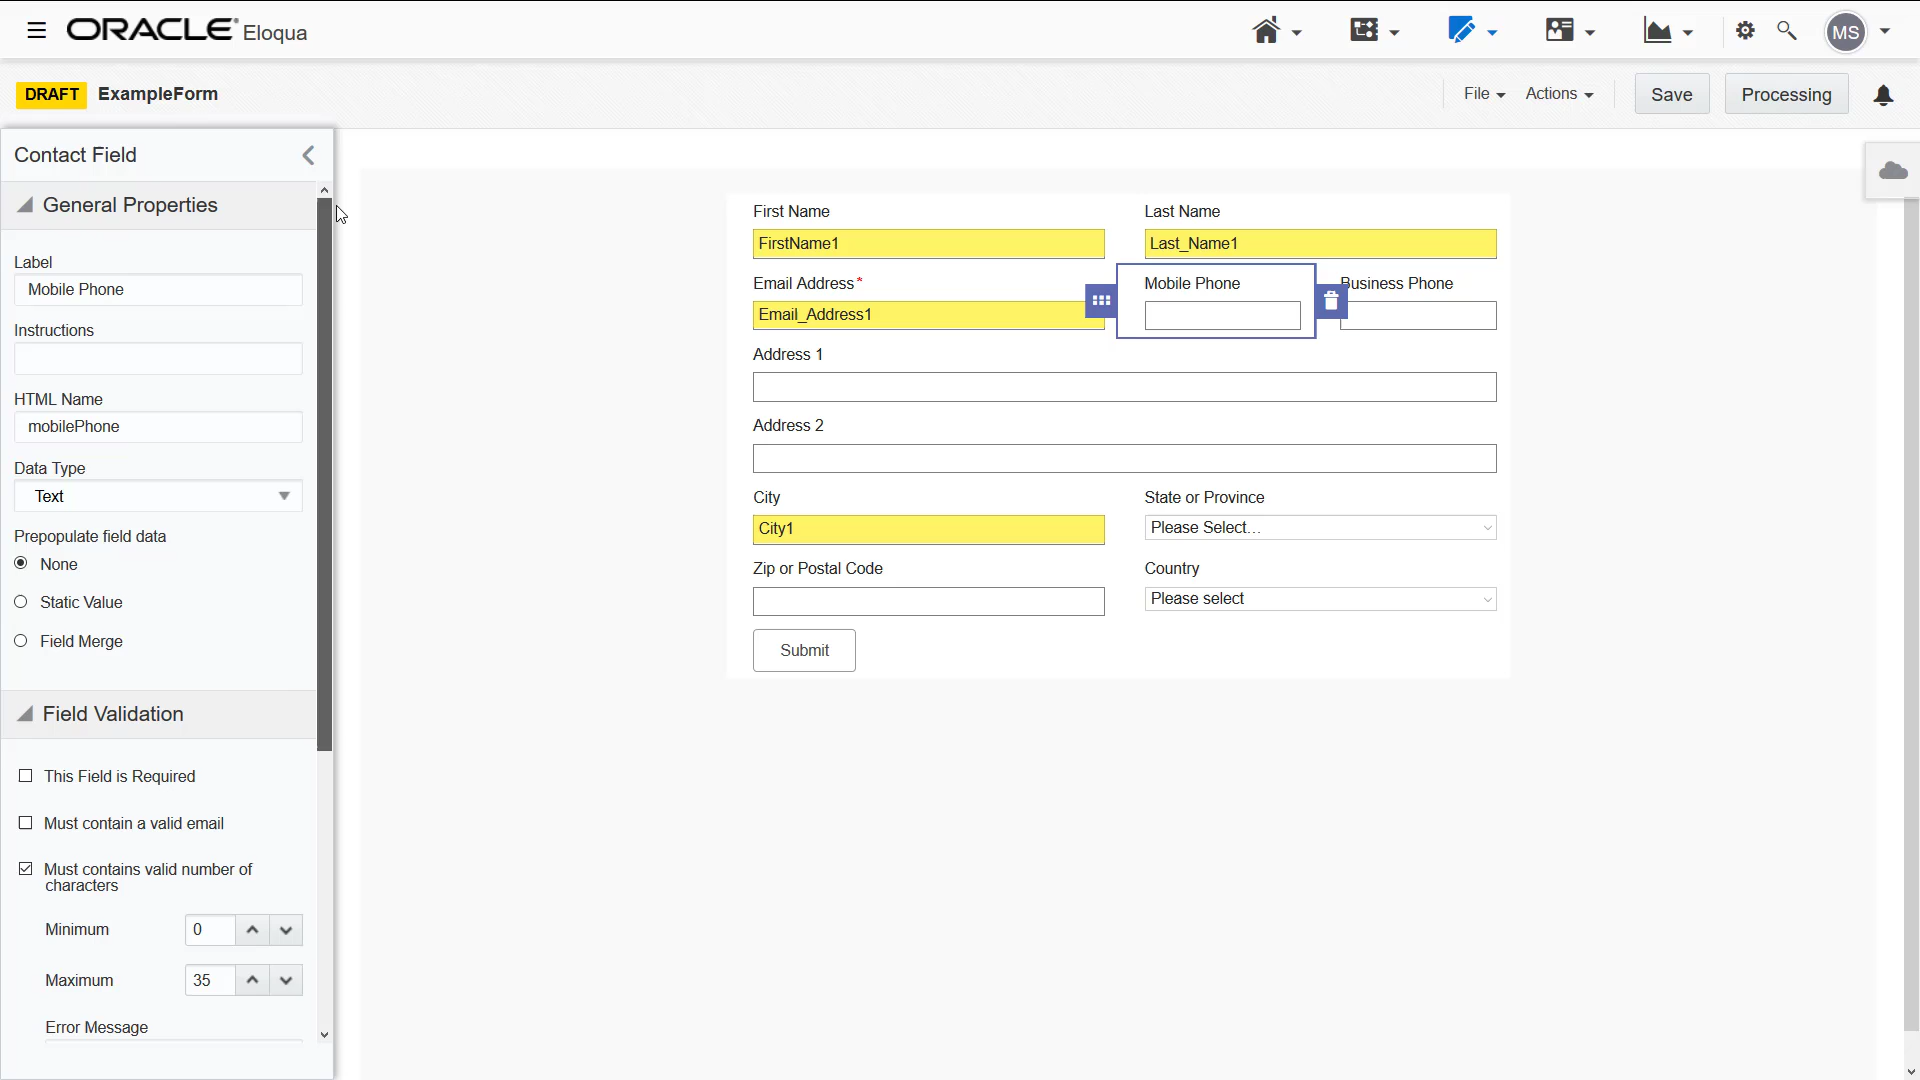 ORACLE Eloqua
MS
DRAFT ExampleForm
File Actions Save Processing
Contact Field
General Properties
Label
Mobile Phone
Instructions
HTML Name
mobilePhone
Data Type
Text
Prepopulate field data
None
Static Value
Field Merge
Field Validation
This Field is Required
Must contain a valid email
Must contains valid number of
characters
Minimum 0
Maximum 35
Error Message
First Name Last Name
FirstName1 Last_Name1
Email Address* Mobile Phone Business Phone
Email_Address1
Address 1
Address 2
City State or Province
City1 Please Select...
Zip or Postal Code Country
Please select
Submit